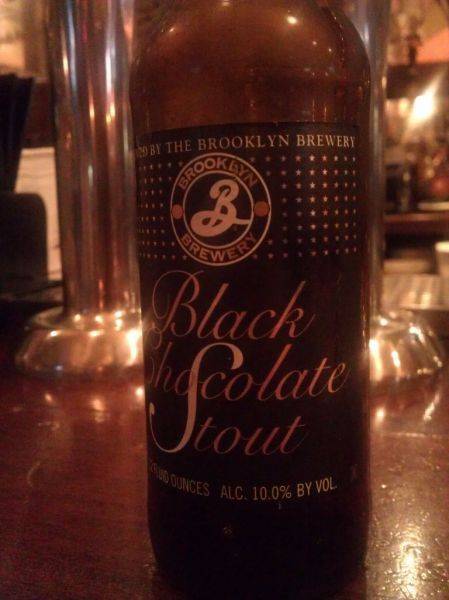 BY THE BROOKLYN BREWERY
BROOKLYN
B
BREWERY
Black
Chocolate
Stout
FLUID OUNCES ALC. 10.0% BY VOL.